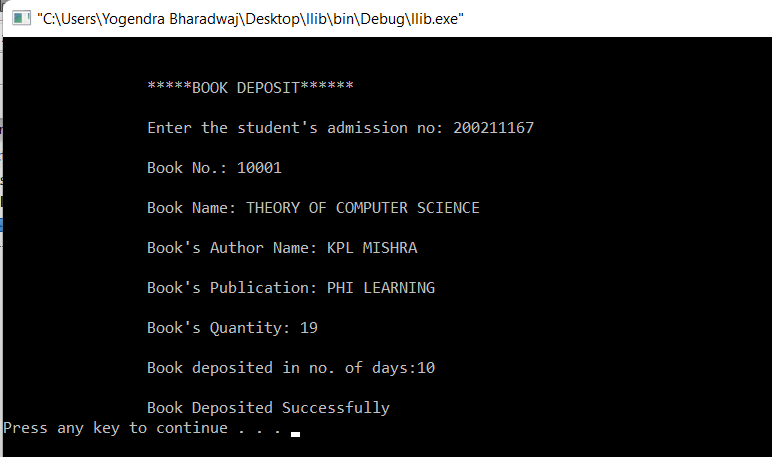 "C:\Users\Yogendra Bharadwaj\Desktop\llib\bin\Debug\llib.exe"
*****BOOK DEPOSIT******
Enter the student's admission no: 200211167
Book No.: 10001
Book Name: THEORY OF COMPUTER SCIENCE
Book's Author Name: KPL MISHRA
Book's Publication: PHI LEARNING
Book's Quantity: 19
Book deposited in no. of days:10
Book Deposited Successfully
Press any key to continue . . .